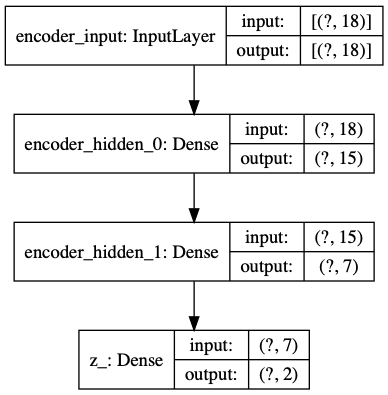 encoder_input: InputLayer
input:
[(?, 18)]
output:
[(?, 18)]
encoder_hidden_0: Dense
input:
(?, 18)
output:
(?, 15)
encoder_hidden_1: Dense
input:
(?, 15)
output:
(?, 7)
z_: Dense
input:
(?, 7)
output:
(?, 2)